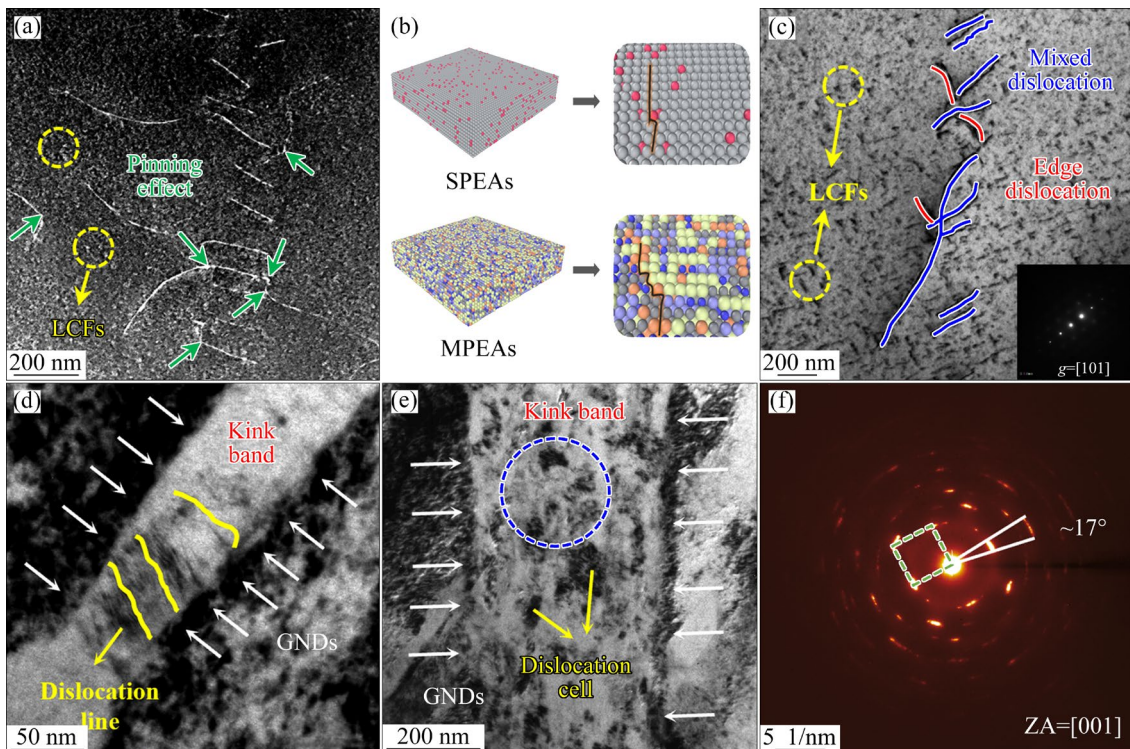 (a)
Pinning
effect
LCFs
200 nm
(b)
SPEAs
MPEAs
(c)
Mixed
dislocation
Edge
dislocation
LCFs
g=[101]
200 nm
(d)
Kink
band
GNDs
Dislocation
line
50 nm
(e)
Kink band
Dislocation
cell
GNDs
200 nm
(f)
~17°
ZA=[001]
5 1/nm